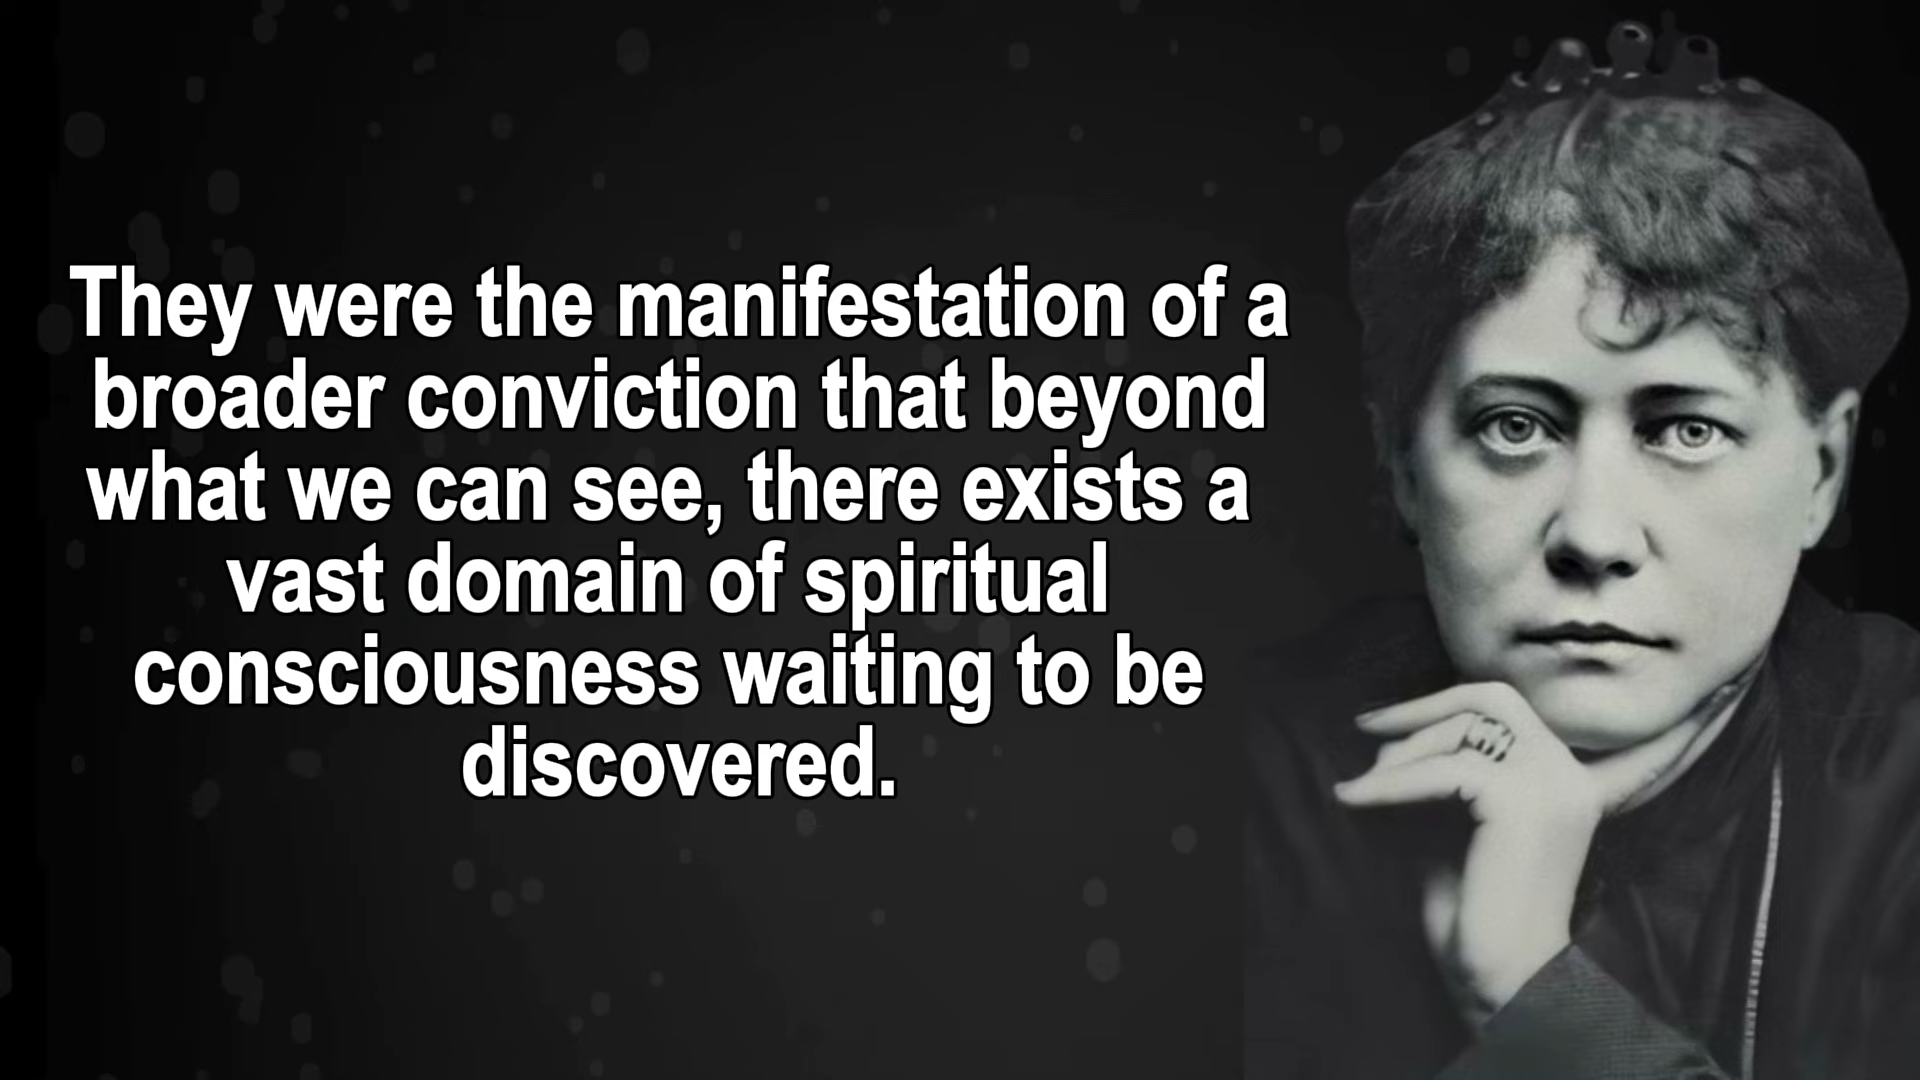 They were the manifestation of a
broader conviction that beyond
what we can see, there exists a
vast domain of spiritual
consciousness waiting to be
discovered.